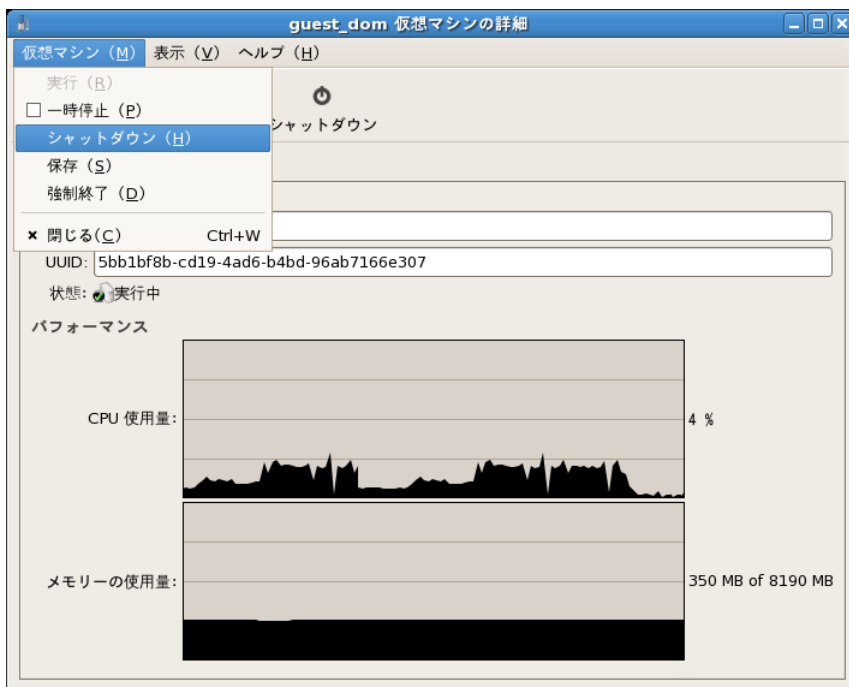 guest_dom 仮想マシンの詳細
仮想マシン（M） 表示（V） ヘルプ（H）
実行（R）
一時停止（P）
シャットダウン（H）
保存（S）
強制終了（D）
閉じる(C) Ctrl+W
シャットダウン
UUID: 5bb1bf8b-cd19-4ad6-b4bd-96ab7166e307
状態: 実行中
パフォーマンス
CPU 使用量: 4 %
メモリーの使用量: 350 MB of 8190 MB